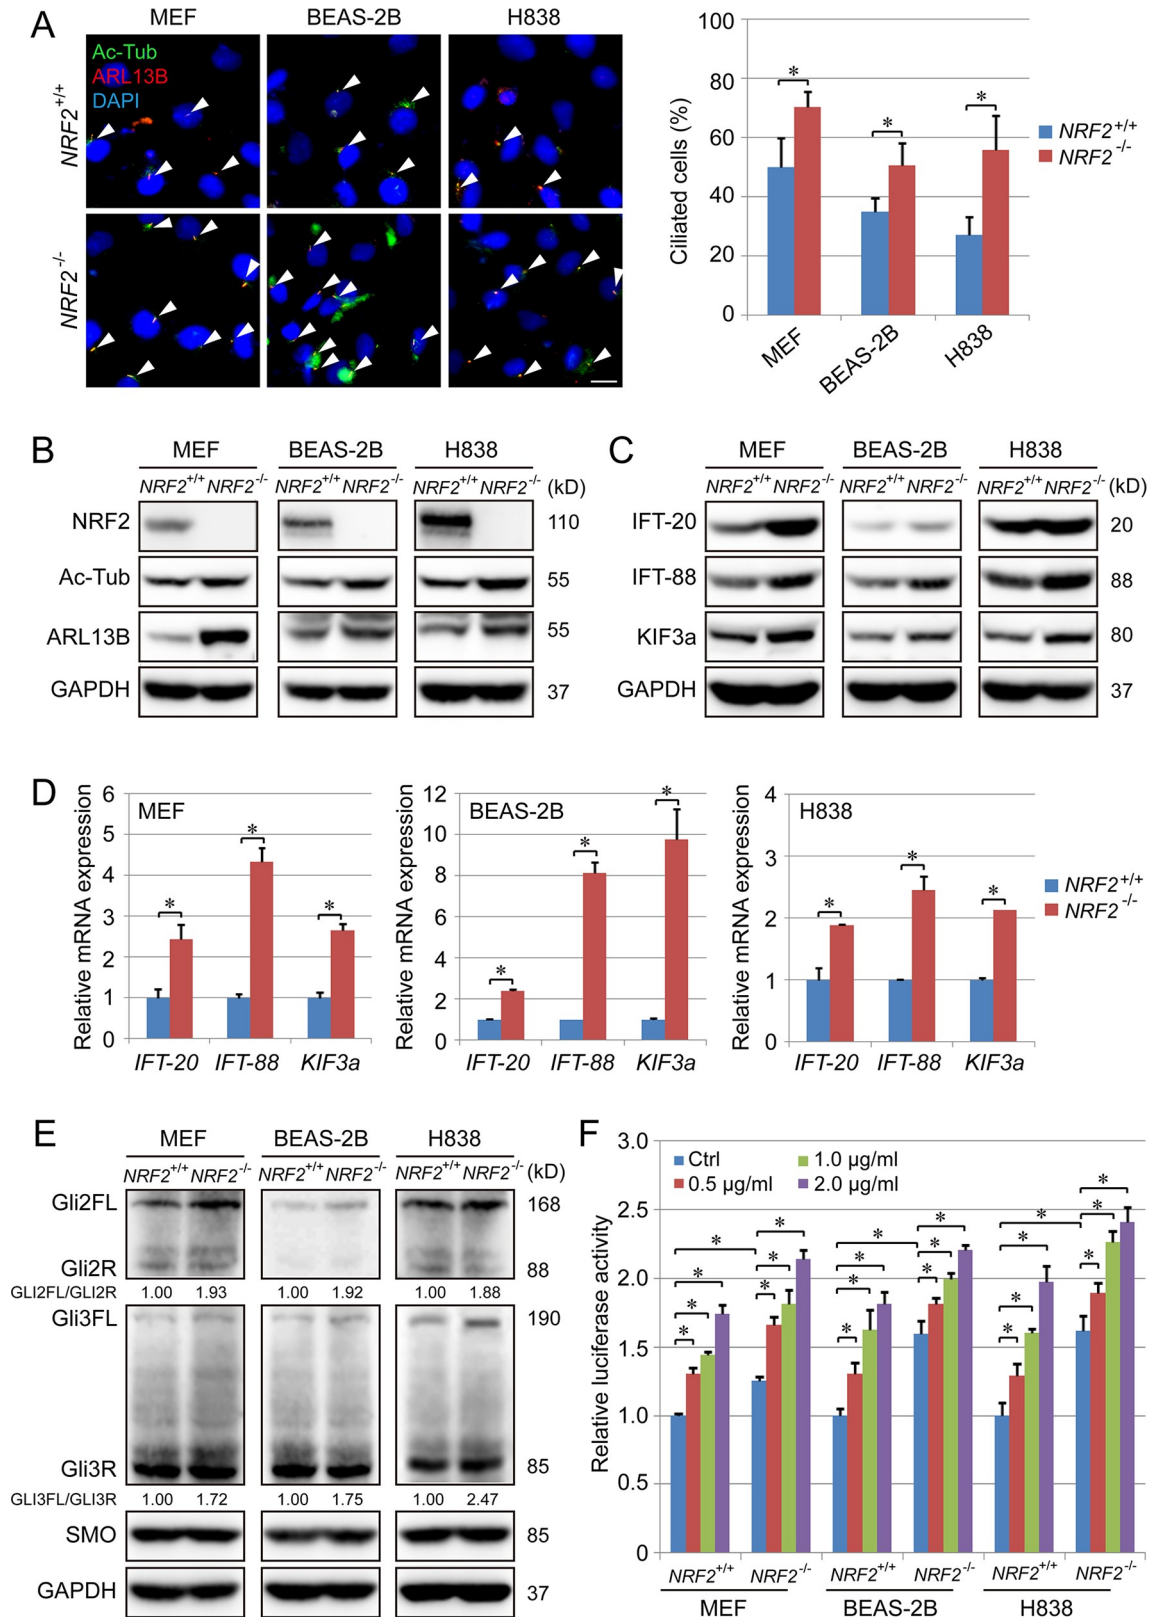 A
MEF BEAS-2B H838
Ac-Tub
ARL13B
DAPI
NRF2+/+
NRF2-/-
Ciliated cells (%)
100
80
60
40
20
0
* * *
MEF BEAS-2B H838
NRF2+/+
NRF2-/-
B
MEF BEAS-2B H838
NRF2+/+ NRF2-/- NRF2+/+ NRF2-/- NRF2+/+ NRF2-/- (kD)
NRF2 110
Ac-Tub 55
ARL13B 55
GAPDH 37
C
MEF BEAS-2B H838
NRF2+/+ NRF2-/- NRF2+/+ NRF2-/- NRF2+/+ NRF2-/- (kD)
IFT-20 20
IFT-88 88
KIF3a 80
GAPDH 37
D
Relative mRNA expression
6
5
4
3
2
1
0
MEF
* * *
IFT-20 IFT-88 KIF3a
Relative mRNA expression
12
10
8
6
4
2
0
BEAS-2B
* * *
IFT-20 IFT-88 KIF3a
Relative mRNA expression
4
3
2
1
0
H838
* * *
IFT-20 IFT-88 KIF3a
NRF2+/+
NRF2-/-
E
MEF BEAS-2B H838
NRF2+/+ NRF2-/- NRF2+/+ NRF2-/- NRF2+/+ NRF2-/- (kD)
Gli2FL 168
Gli2R 88
GLI2FL/GLI2R 1.00 1.93 1.00 1.92 1.00 1.88
Gli3FL 190
Gli3R 85
GLI3FL/GLI3R 1.00 1.72 1.00 1.75 1.00 2.47
SMO 85
GAPDH 37
F
Relative luciferase activity
3.0
2.5
2.0
1.5
1.0
0.5
0
Ctrl 1.0 µg/ml
0.5 µg/ml 2.0 µg/ml
* * * * * * * * * * * * * * * * * * * * *
NRF2+/+ NRF2-/- NRF2+/+ NRF2-/- NRF2+/+ NRF2-/-
MEF BEAS-2B H838